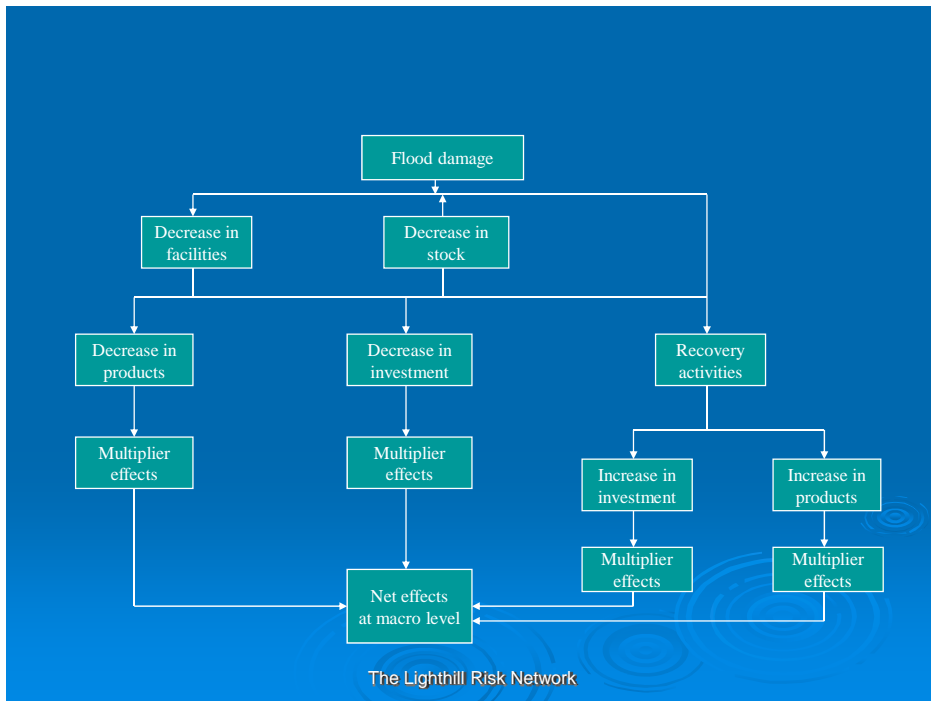 Flood damage
Decrease in
facilities
Decrease in
stock
Decrease in
products
Decrease in
investment
Recovery
activities
Multiplier
effects
Multiplier
effects
Increase in
investment
Increase in
products
Multiplier
effects
Multiplier
effects
Net effects
at macro level
The Lighthill Risk Network